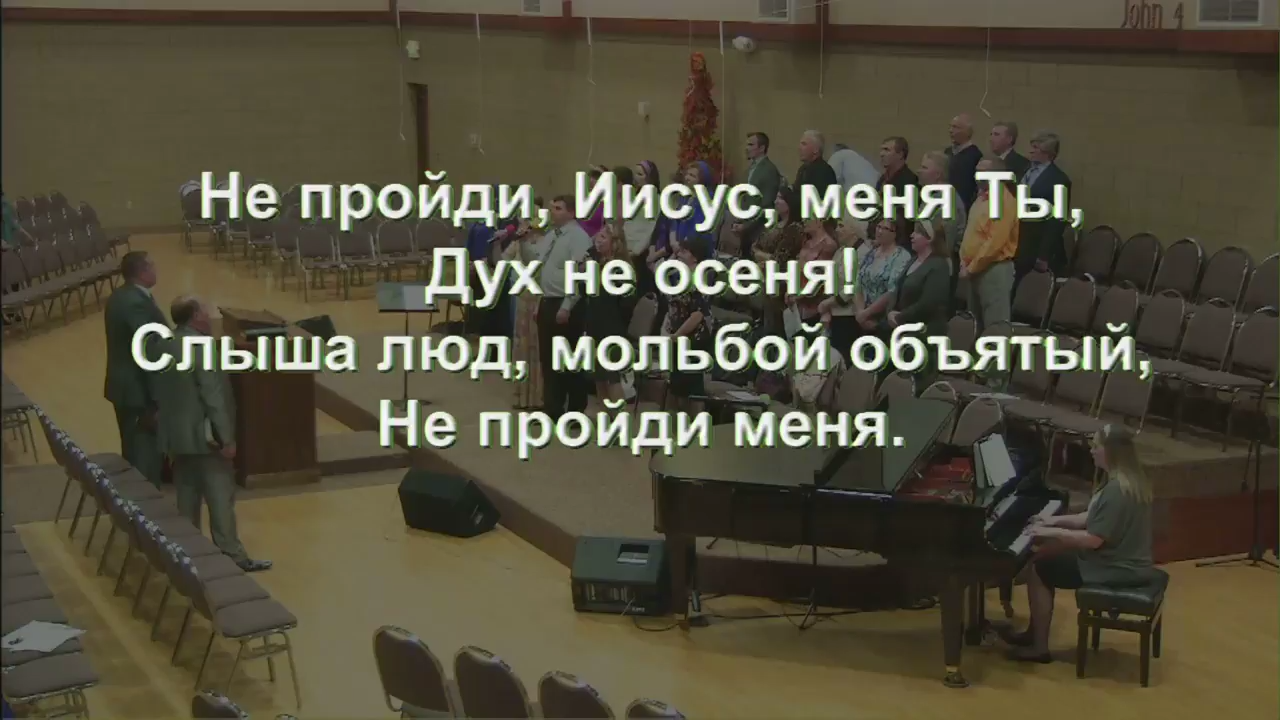 John 4
Не пройди, Иисус, меня Ты,
Дух не осеня!
Слыша люд, мольбой объятый,
Не пройди меня.